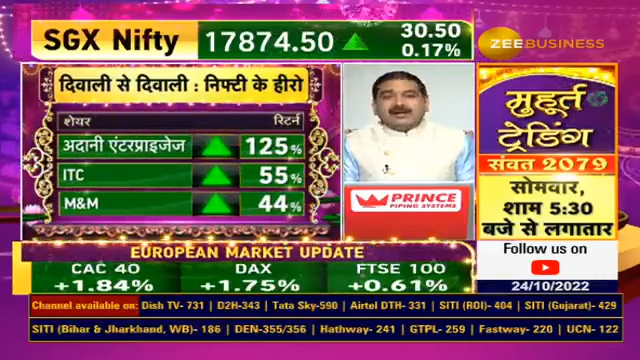 SGX Nifty 17874.50 30.50 0.17%
ZEE BUSINESS
दिवाली से दिवाली : निफ्टी के हीरो
शेयर रिटर्न
अदानी एंटरप्राइजेज 125%
ITC 55%
M&M 44%
PRINCE
PIPING SYSTEMS
मुहूर्त
ट्रेडिंग
संवत 2079
सोमवार,
शाम 5:30
बजे से लगातार
EUROPEAN MARKET UPDATE
CAC 40 DAX FTSE 100
+1.84% +1.75% +0.61%
Follow us on
24/10/2022
Channel available on: Dish TV- 731 | D2H-343 | Tata Sky-590 | Airtel DTH- 331 | SITI (ROI)- 404 | SITI (Gujarat)- 429
SITI (Bihar & Jharkhand, WB)- 186 | DEN-355/356 | Hathway- 241 | GTPL- 259 | Fastway- 220 | UCN- 122